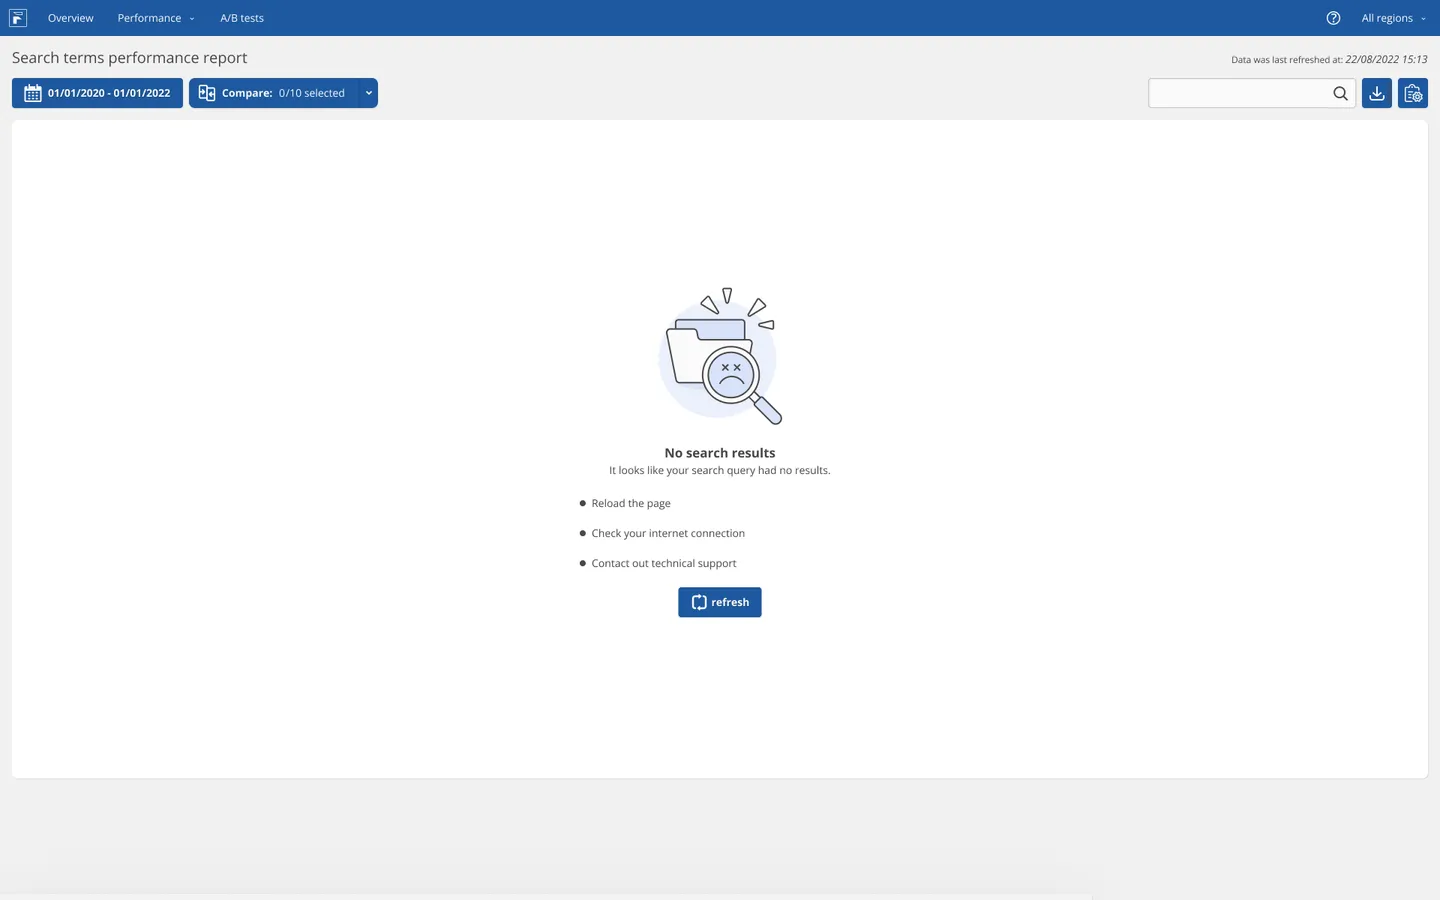 Overview
Performance
A/B tests
All regions
Search terms performance report
Data was last refreshed at: 22/08/2022 15:13
01/01/2020 - 01/01/2022
Compare: 0/10 selected
No search results
It looks like your search query had no results.
Reload the page
Check your internet connection
Contact out technical support
refresh